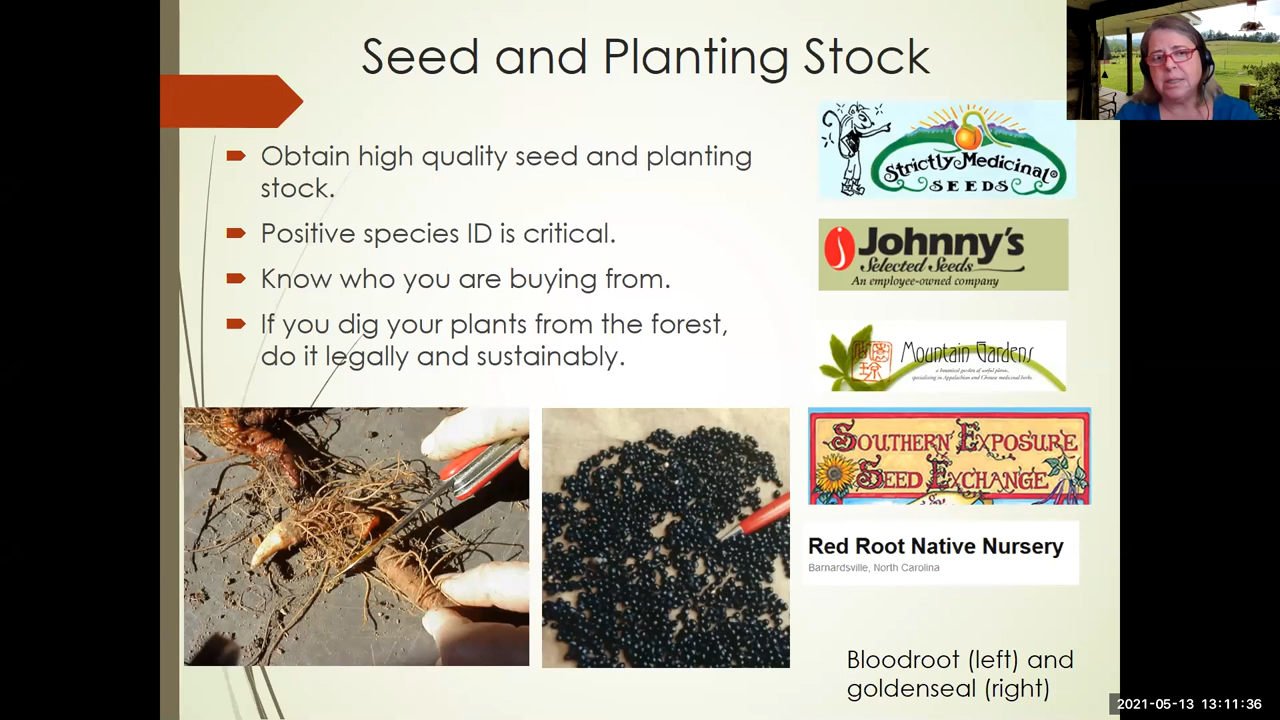 Seed and Planting Stock
Obtain high quality seed and planting
stock.
Positive species ID is critical.
Know who you are buying from.
If you dig your plants from the forest,
do it legally and sustainably.
Strictly Medicinal®
SEEDS
Johnny's
Selected Seeds
An employee-owned company
Mountain Gardens
a botanical garden of useful plants,
specializing in Appalachian and Chinese medicinal herbs.
SOUTHERN EXPOSURE
SEED EXCHANGE
Red Root Native Nursery
Barnardsville, North Carolina
Bloodroot (left) and
goldenseal (right)
2021-05-13 13:11:36